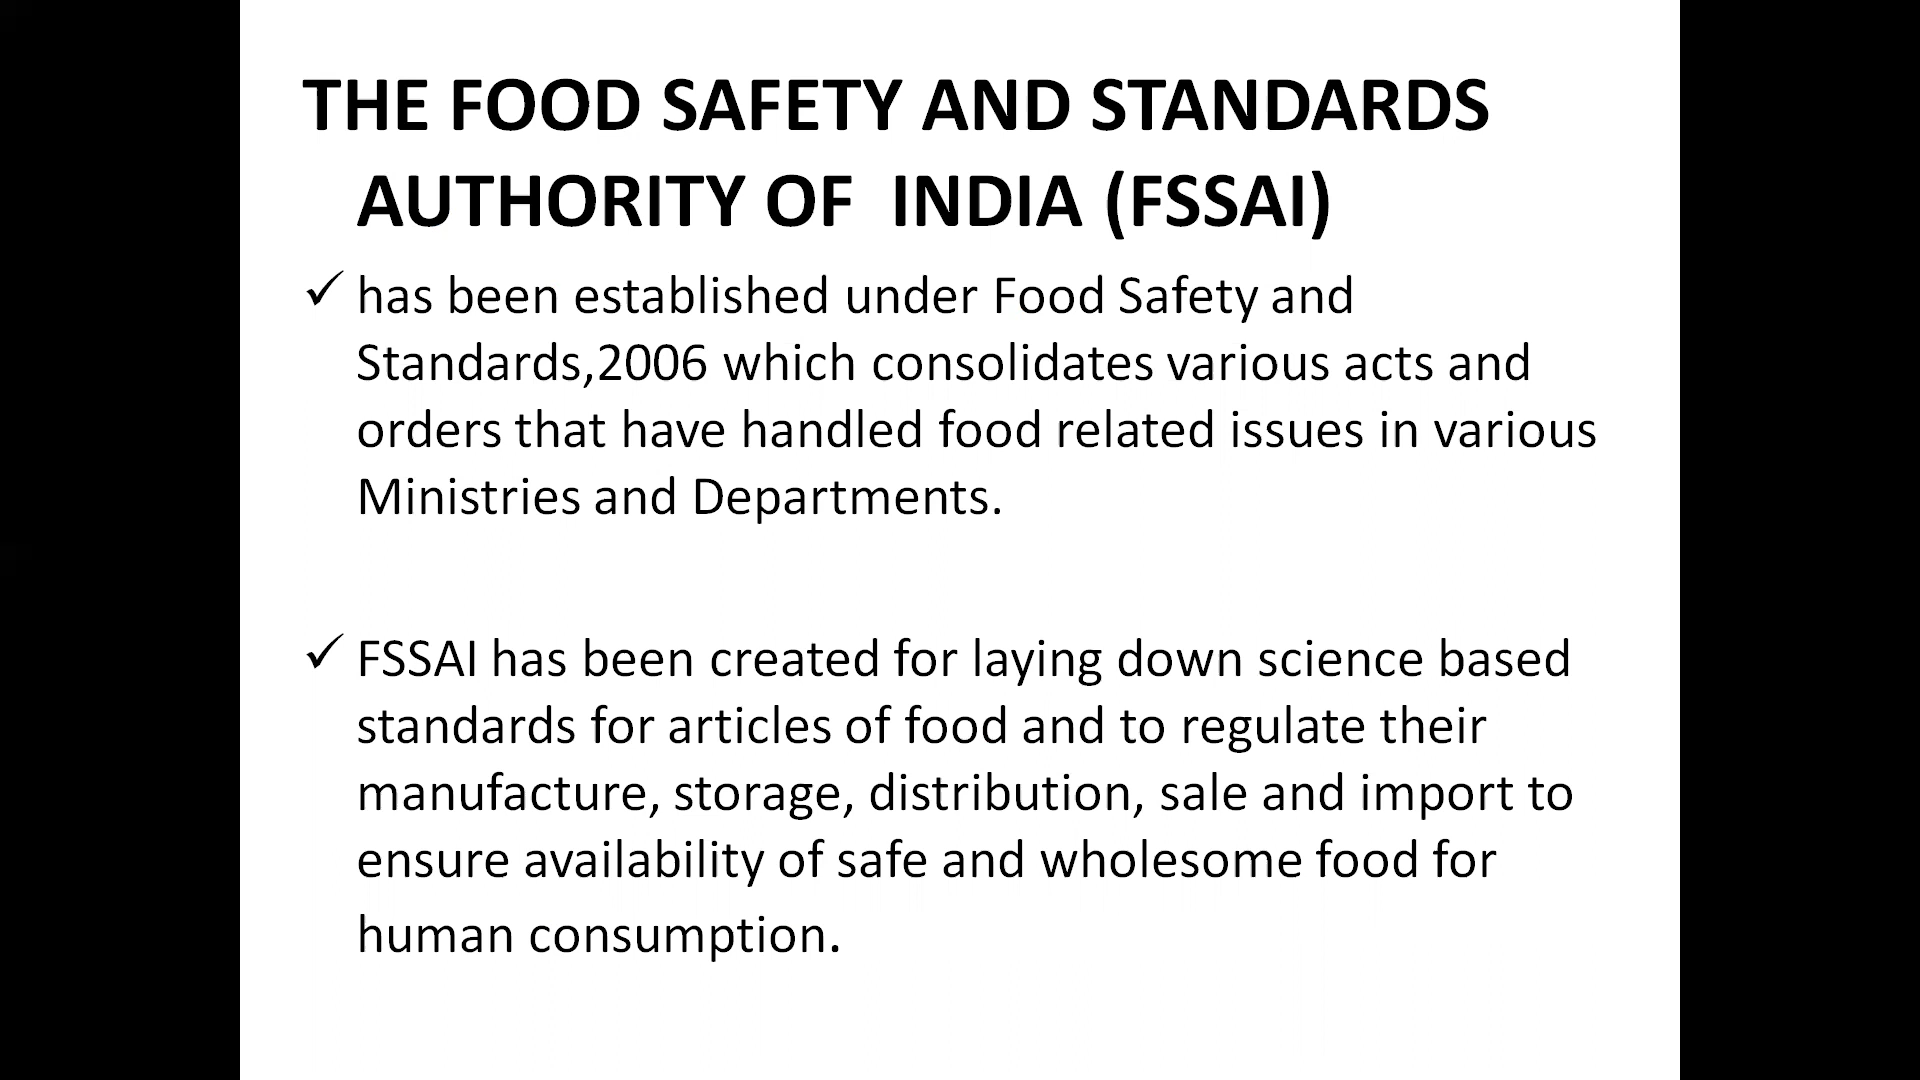 THE FOOD SAFETY AND STANDARDS
AUTHORITY OF  INDIA (FSSAI)
✓ has been established under Food Safety and
Standards,2006 which consolidates various acts and
orders that have handled food related issues in various
Ministries and Departments.
✓ FSSAI has been created for laying down science based
standards for articles of food and to regulate their
manufacture, storage, distribution, sale and import to
ensure availability of safe and wholesome food for
human consumption.